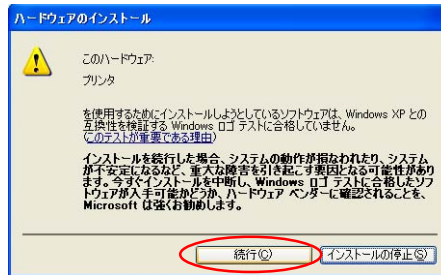 ハードウェアのインストール
このハードウェア:
プリンタ
を使用するためにインストールしようとしているソフトウェアは、Windows XP との
互換性を検証する Windows ロゴ テストに合格していません。
(このテストが重要である理由)
インストールを続行した場合、システムの動作が損なわれたり、システム
が不安定になるなど、重大な障害を引き起こす要因となる可能性があり
ます。今すぐインストールを中断し、Windows ロゴ テストに合格したソフ
トウェアが入手可能かどうか、ハードウェア ベンダーに確認されることを、
Microsoft は強くお勧めします。
続行(C)
インストールの停止(S)